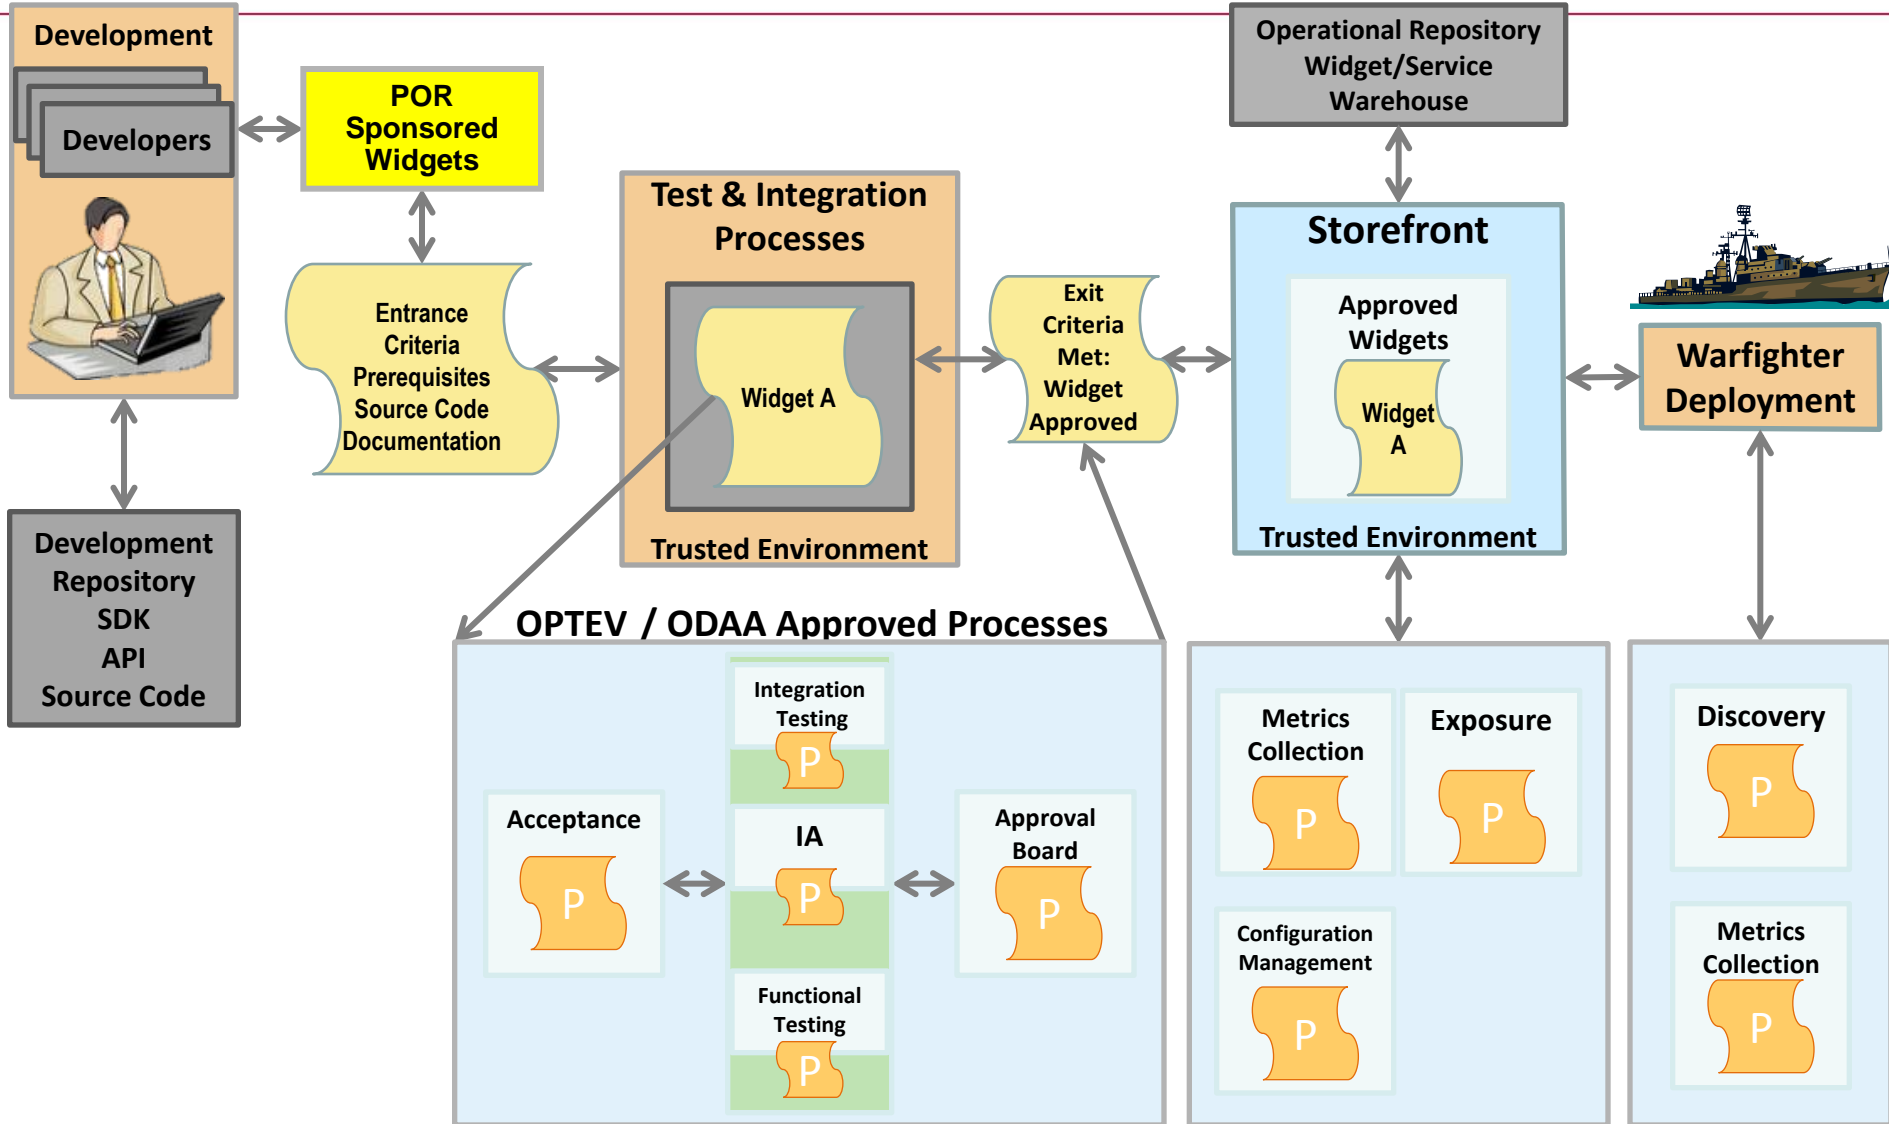 Development
Developers
POR
Sponsored
Widgets
Entrance
Criteria
Prerequisites
Source Code
Documentation
Development
Repository
SDK
API
Source Code
Test & Integration
Processes
Widget A
Trusted Environment
Exit
Criteria
Met:
Widget
Approved
Operational Repository
Widget/Service
Warehouse
Storefront
Approved
Widgets
Widget
A
Trusted Environment
Warfighter
Deployment
OPTEV / ODAA Approved Processes
Acceptance
P
Integration
Testing
P
IA
P
Functional
Testing
P
Approval
Board
P
Metrics
Collection
P
Exposure
P
Configuration
Management
P
Discovery
P
Metrics
Collection
P